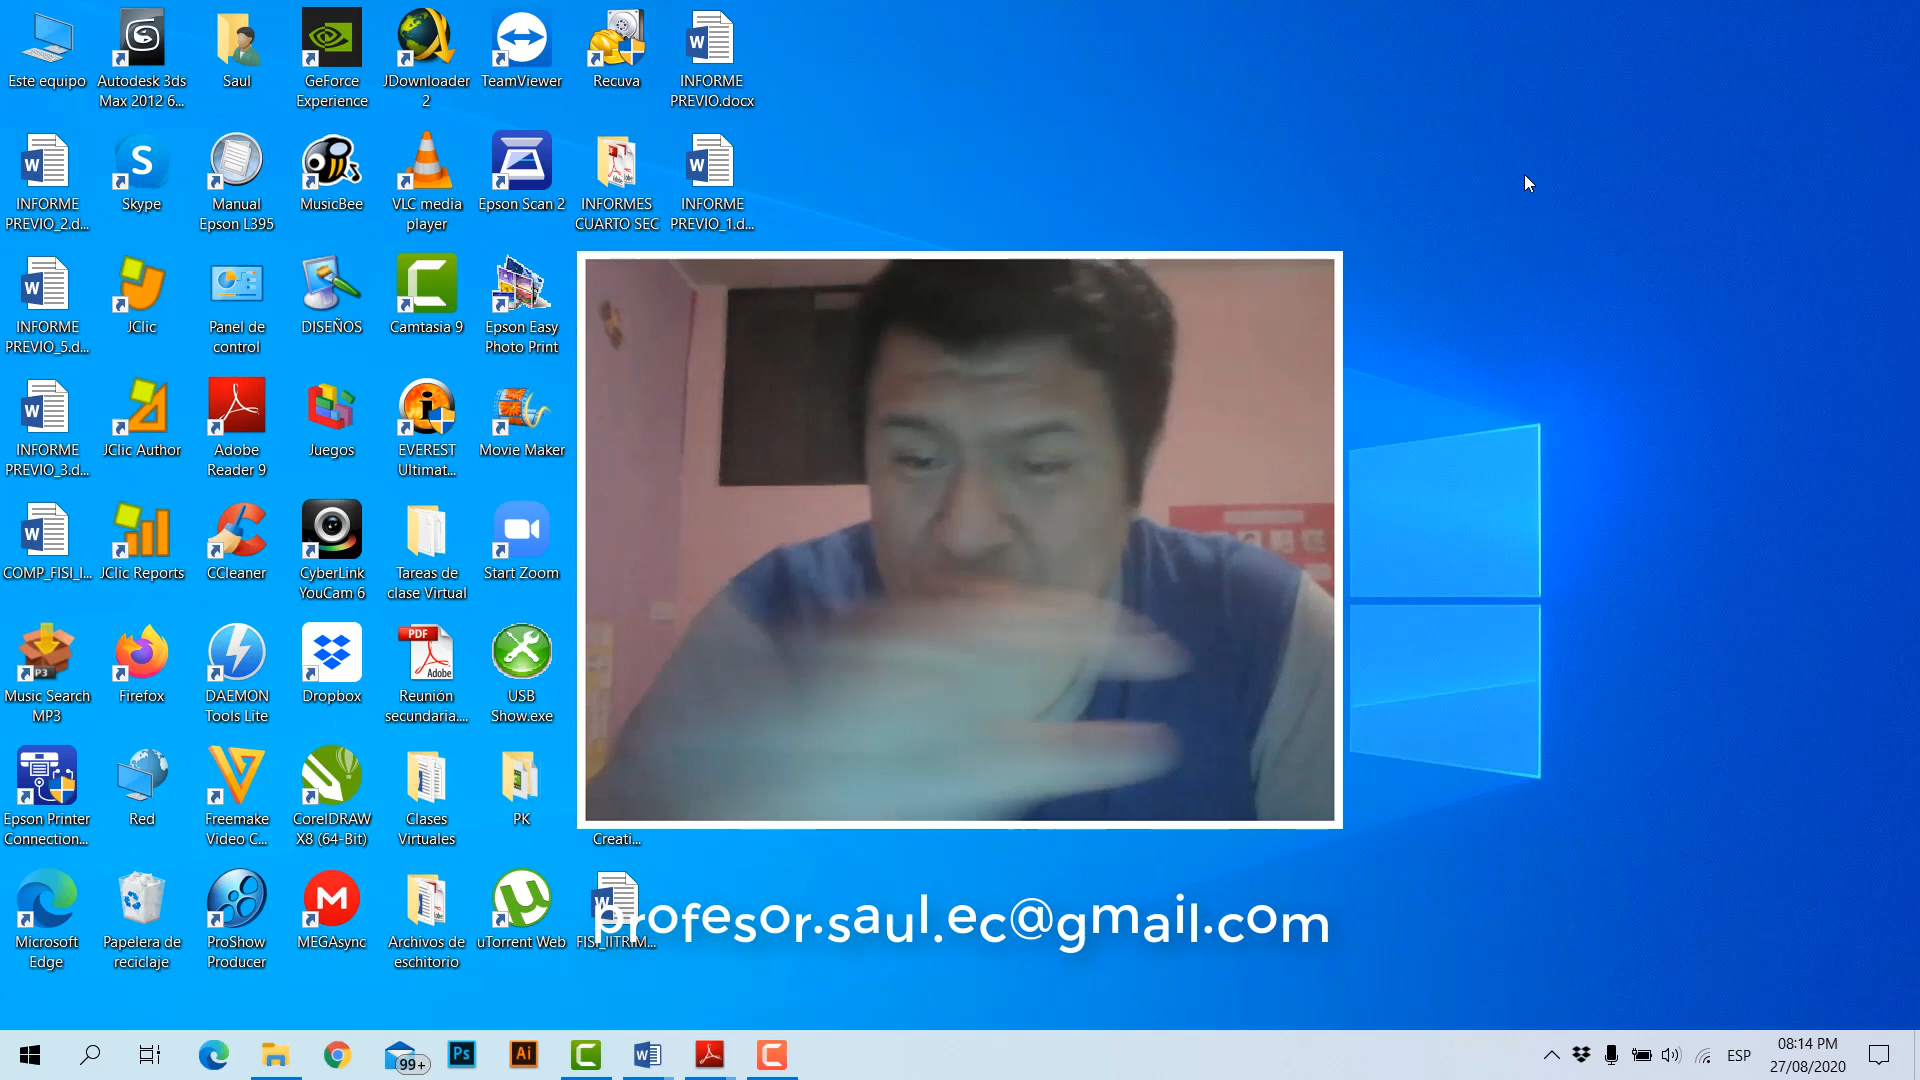 Este equipo
Autodesk 3ds
Max 2012 6...
Saul
GeForce
Experience
JDownloader
2
TeamViewer
Recuva
INFORME
PREVIO.docx
INFORME
PREVIO_2.d...
Skype
Manual
Epson L395
MusicBee
VLC media
player
Epson Scan 2
INFORMES
CUARTO SEC
INFORME
PREVIO_1.d...
INFORME
PREVIO_5.d...
JClic
Panel de
control
DISEÑOS
Camtasia 9
Epson Easy
Photo Print
INFORME
PREVIO_3.d...
JClic Author
Adobe
Reader 9
Juegos
EVEREST
Ultimat...
Movie Maker
COMP_FISI_I...
JClic Reports
CCleaner
CyberLink
YouCam 6
Tareas de
clase Virtual
Start Zoom
Music Search
MP3
Firefox
DAEMON
Tools Lite
Dropbox
Reunión
secundaria....
USB
Show.exe
Epson Printer
Connection...
Red
Freemake
Video C...
CorelDRAW
X8 (64-Bit)
Clases
Virtuales
PK
Creati...
Microsoft
Edge
Papelera de
reciclaje
ProShow
Producer
MEGAsync
Archivos de
eschitorio
uTorrent Web
FISI_IITRIM...
profesor.saul.ec@gmail.com
99+
ESP
08:14 PM
27/08/2020